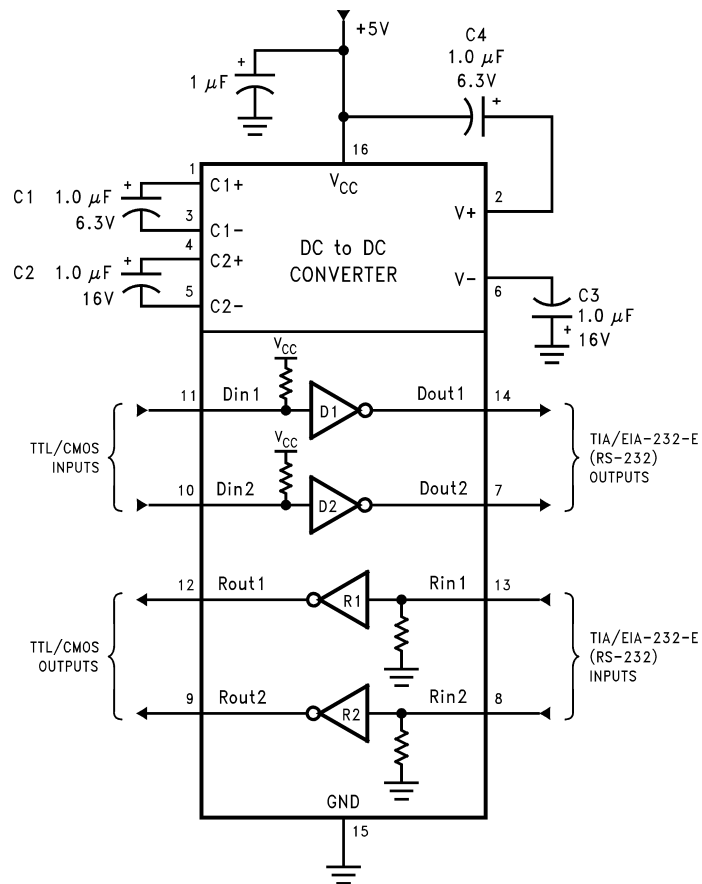 +5V
C4
1.0 μF
6.3V
+
+
1 μF
16
VCC
1
C1+
C1 1.0 μF
+
6.3V
3
C1−
4
C2+
C2 1.0 μF
+
16V
5
C2−
DC to DC
CONVERTER
2
V+
V−
6
C3
1.0 μF
+
16V
VCC
11
Din1
D1
Dout1
14
VCC
10
Din2
D2
Dout2
7
TTL/CMOS
INPUTS
TIA/EIA-232-E
(RS-232)
OUTPUTS
12
Rout1
R1
Rin1
13
TTL/CMOS
OUTPUTS
TIA/EIA-232-E
(RS-232)
INPUTS
9
Rout2
R2
Rin2
8
GND
15